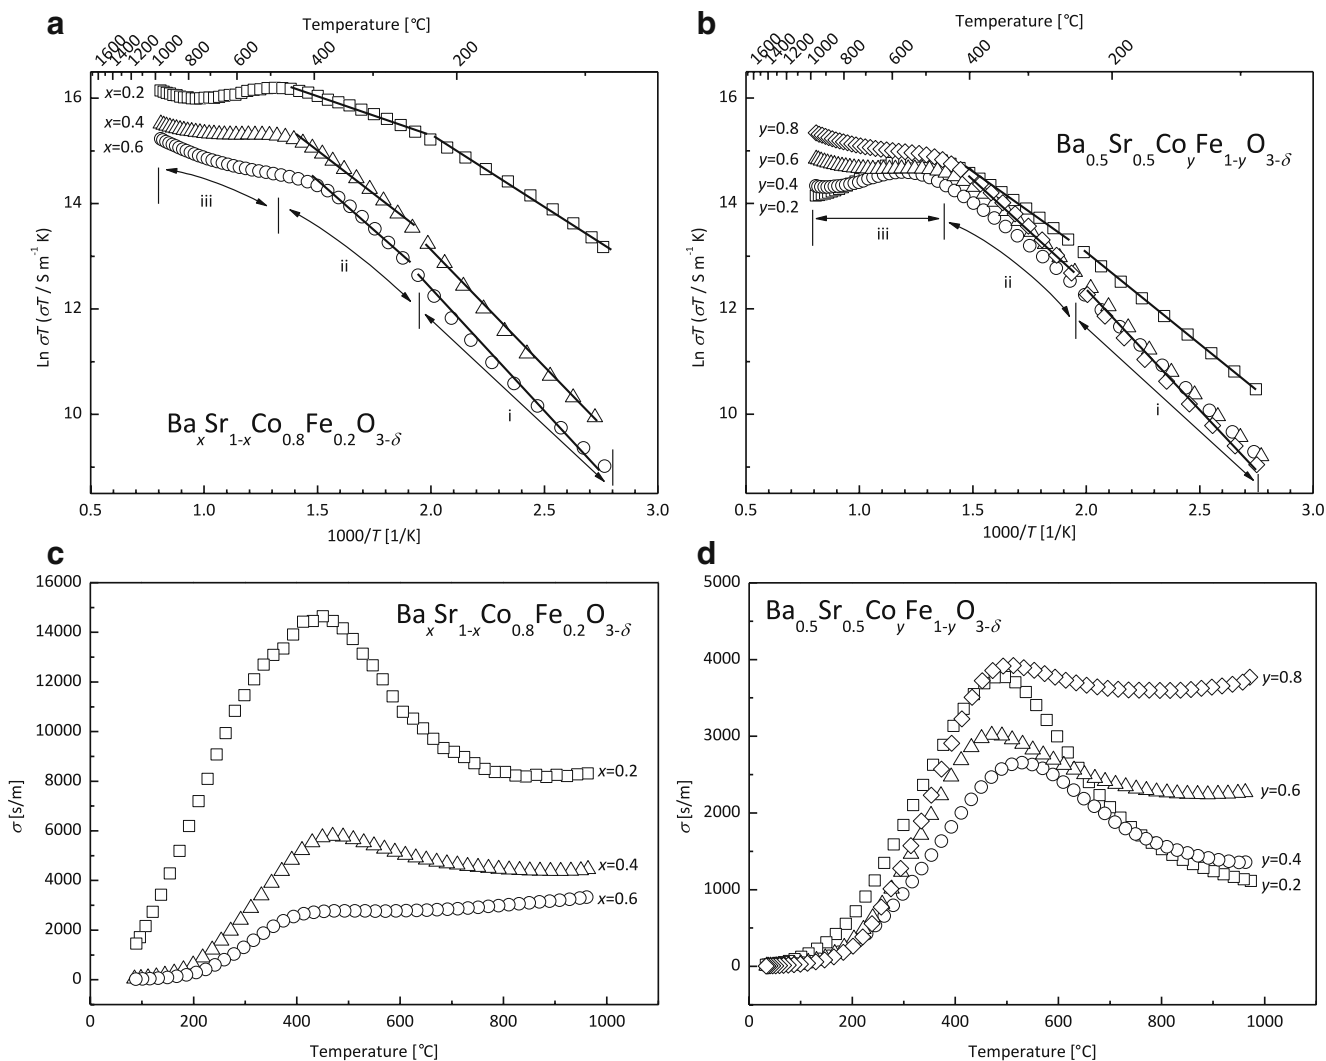 a
Temperature [°C]
1600 1400 1200 1000 800 600 400 200
16
14
12
10
Ln σT (σT / S m⁻¹ K)
x=0.2
x=0.4
x=0.6
iii
ii
i
BaₓSr₁₋ₓCo₀.₈Fe₀.₂O₃₋δ
0.5 1.0 1.5 2.0 2.5 3.0
1000/T [1/K]
b
Temperature [°C]
1600 1400 1200 1000 800 600 400 200
16
14
12
10
Ln σT (σT / S m⁻¹ K)
y=0.8
y=0.6
y=0.4
y=0.2
Ba0.5Sr0.5CoyFe1-yO3-δ
iii
ii
i
0.5 1.0 1.5 2.0 2.5 3.0
1000/T [1/K]
c
16000
14000
12000
10000
8000
6000
4000
2000
0
σ [s/m]
BaₓSr₁₋ₓCo₀.₈Fe₀.₂O₃₋δ
x=0.2
x=0.4
x=0.6
0 200 400 600 800 1000
Temperature [°C]
d
5000
4000
3000
2000
1000
0
σ [s/m]
Ba0.5Sr0.5CoyFe1-yO3-δ
y=0.8
y=0.6
y=0.4
y=0.2
0 200 400 600 800 1000
Temperature [°C]